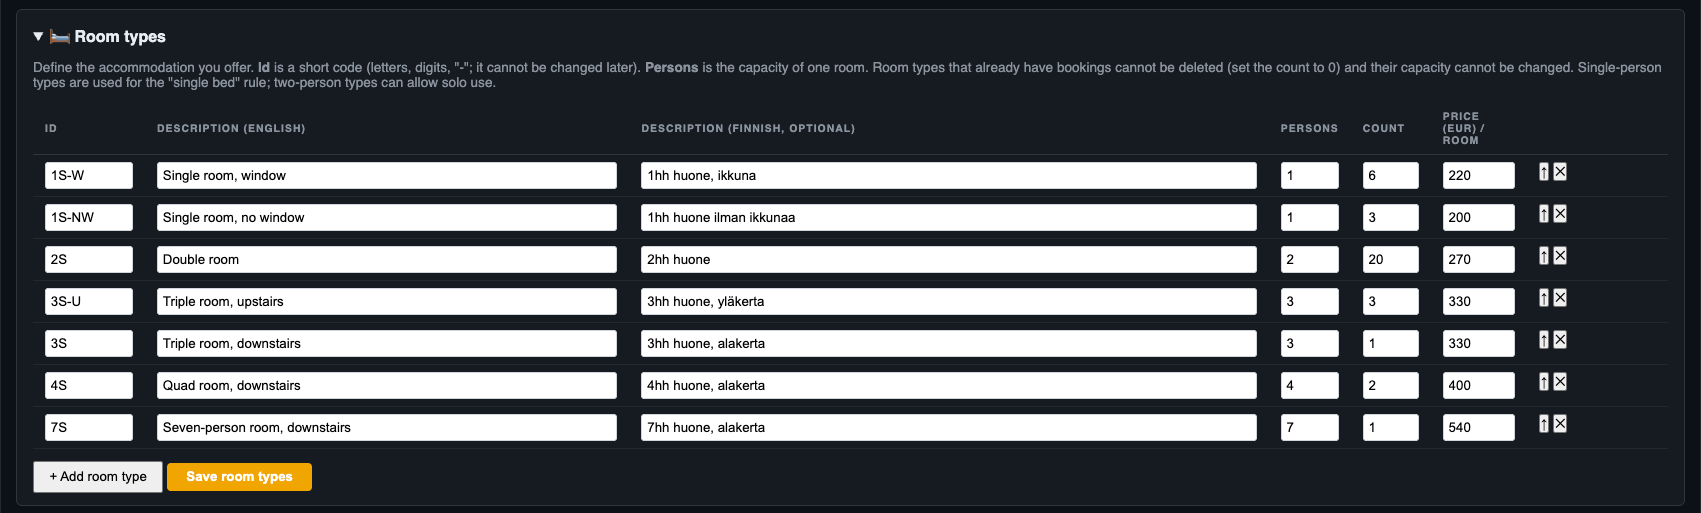 ▼ 🛏️ Room types
Define the accommodation you offer. Id is a short code (letters, digits, "-"; it cannot be changed later). Persons is the capacity of one room. Room types that already have bookings cannot be deleted (set the count to 0) and their capacity cannot be changed. Single-person
types are used for the "single bed" rule; two-person types can allow solo use.
ID DESCRIPTION (ENGLISH) DESCRIPTION (FINNISH, OPTIONAL) PERSONS COUNT PRICE (EUR) / ROOM
1S-W Single room, window 1hh huone, ikkuna 1 6 220 ↑ ✕
1S-NW Single room, no window 1hh huone ilman ikkunaa 1 3 200 ↑ ✕
2S Double room 2hh huone 2 20 270 ↑ ✕
3S-U Triple room, upstairs 3hh huone, yläkerta 3 3 330 ↑ ✕
3S Triple room, downstairs 3hh huone, alakerta 3 1 330 ↑ ✕
4S Quad room, downstairs 4hh huone, alakerta 4 2 400 ↑ ✕
7S Seven-person room, downstairs 7hh huone, alakerta 7 1 540 ↑ ✕
+ Add room type Save room types